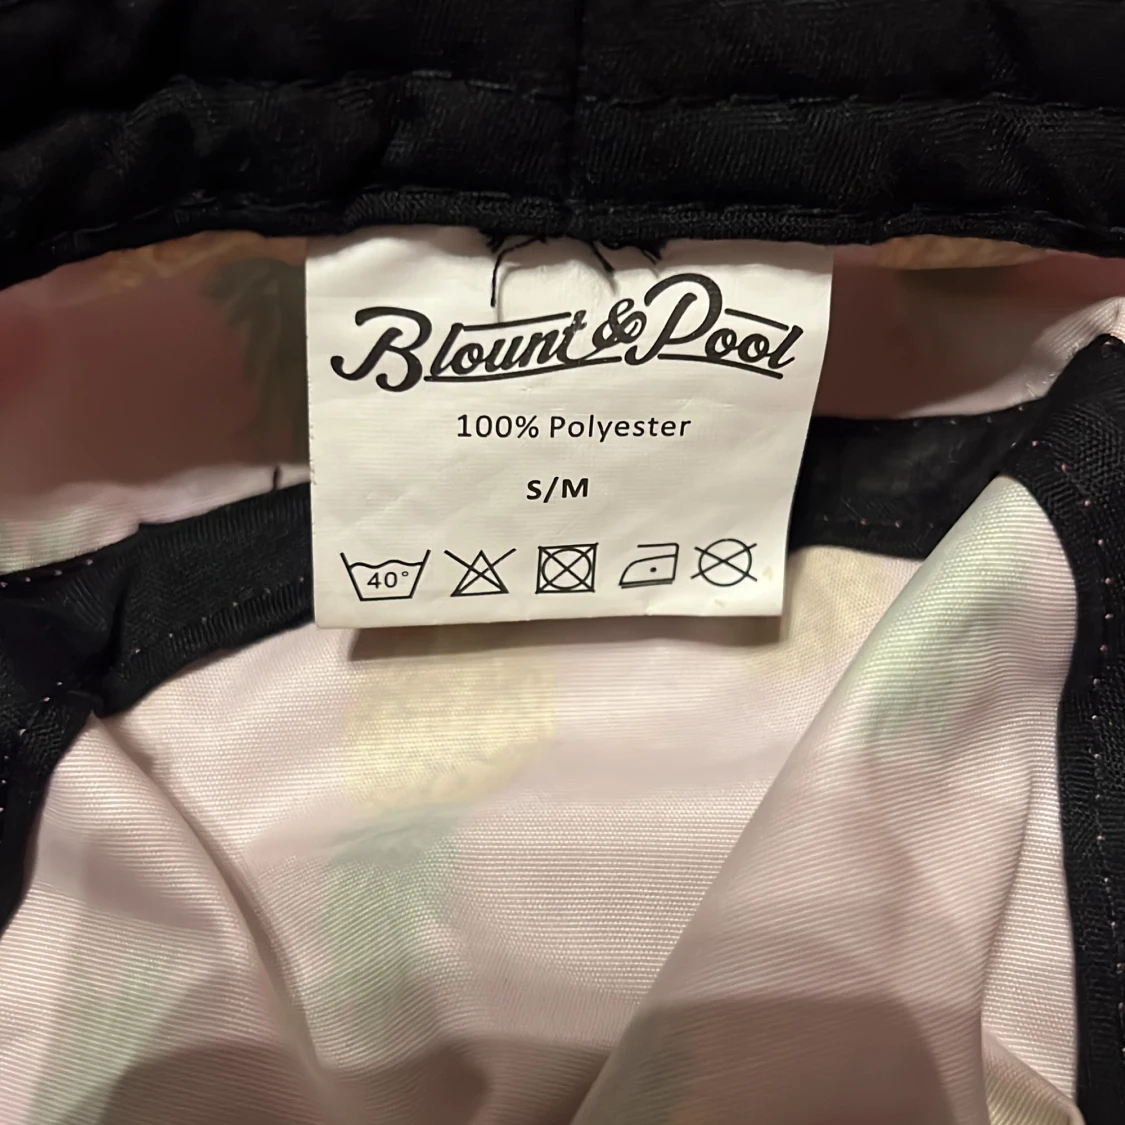 Blount & Pool
100% Polyester
S/M
40°